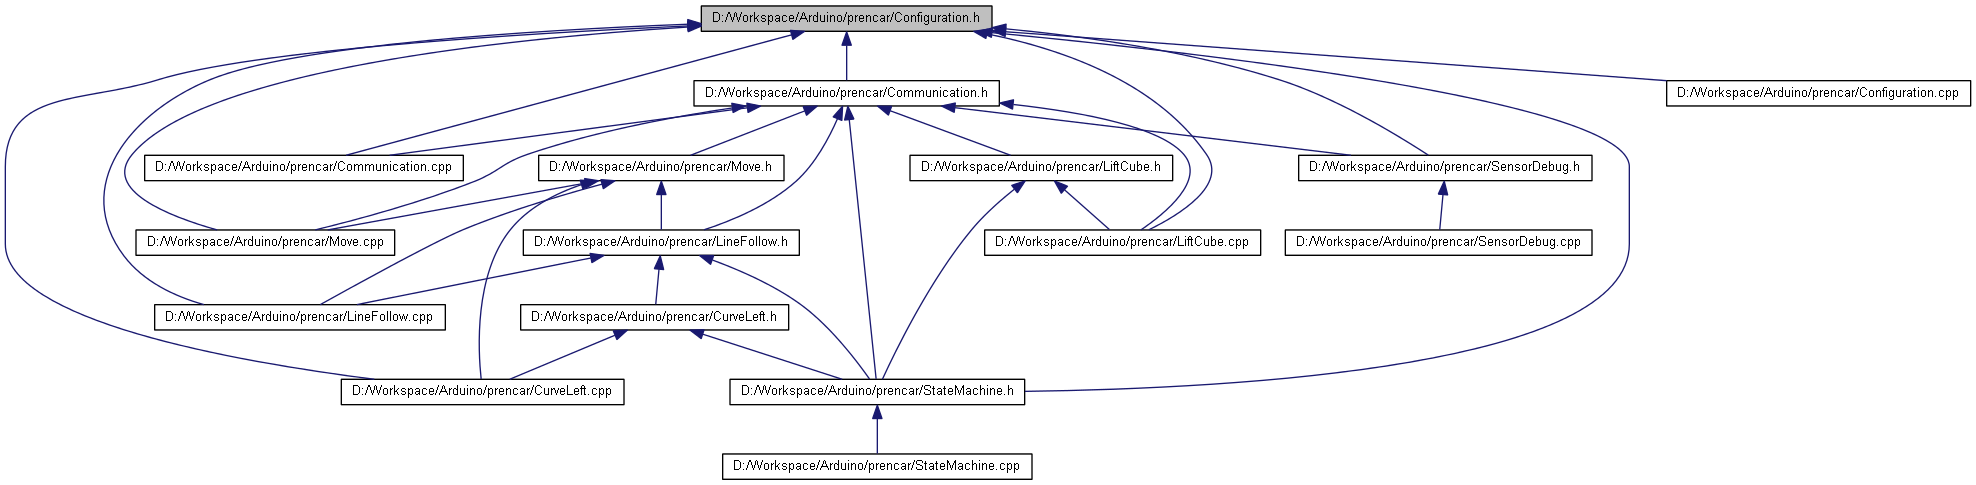 D:/Workspace/Arduino/prencar/Configuration.h
D:/Workspace/Arduino/prencar/Communication.h
D:/Workspace/Arduino/prencar/Configuration.cpp
D:/Workspace/Arduino/prencar/Communication.cpp
D:/Workspace/Arduino/prencar/Move.h
D:/Workspace/Arduino/prencar/LiftCube.h
D:/Workspace/Arduino/prencar/SensorDebug.h
D:/Workspace/Arduino/prencar/Move.cpp
D:/Workspace/Arduino/prencar/LineFollow.h
D:/Workspace/Arduino/prencar/LiftCube.cpp
D:/Workspace/Arduino/prencar/SensorDebug.cpp
D:/Workspace/Arduino/prencar/LineFollow.cpp
D:/Workspace/Arduino/prencar/CurveLeft.h
D:/Workspace/Arduino/prencar/CurveLeft.cpp
D:/Workspace/Arduino/prencar/StateMachine.h
D:/Workspace/Arduino/prencar/StateMachine.cpp